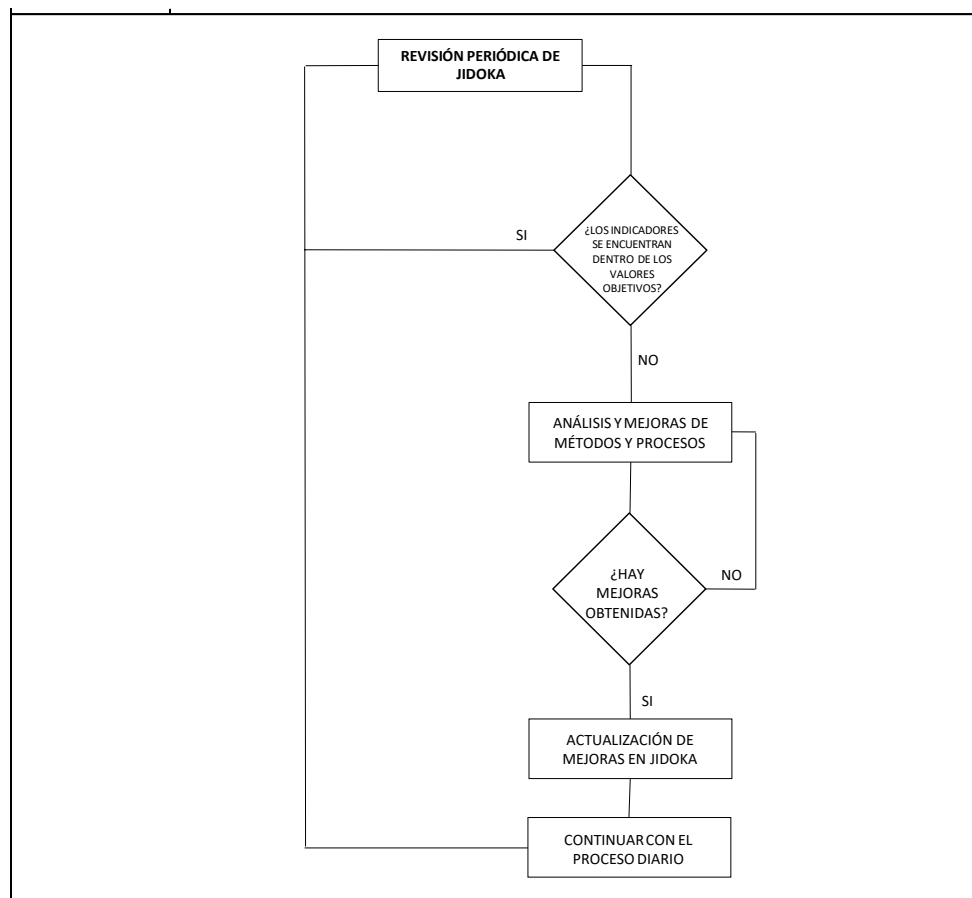 REVISIÓN PERIÓDICA DE
JIDOKA
SI
¿LOS INDICADORES
SE ENCUENTRAN
DENTRO DE LOS
VALORES
OBJETIVOS?
NO
ANÁLISIS Y MEJORAS DE
MÉTODOS Y PROCESOS
¿HAY
MEJORAS
OBTENIDAS?
NO
SI
ACTUALIZACIÓN DE
MEJORAS EN JIDOKA
CONTINUAR CON EL
PROCESO DIARIO